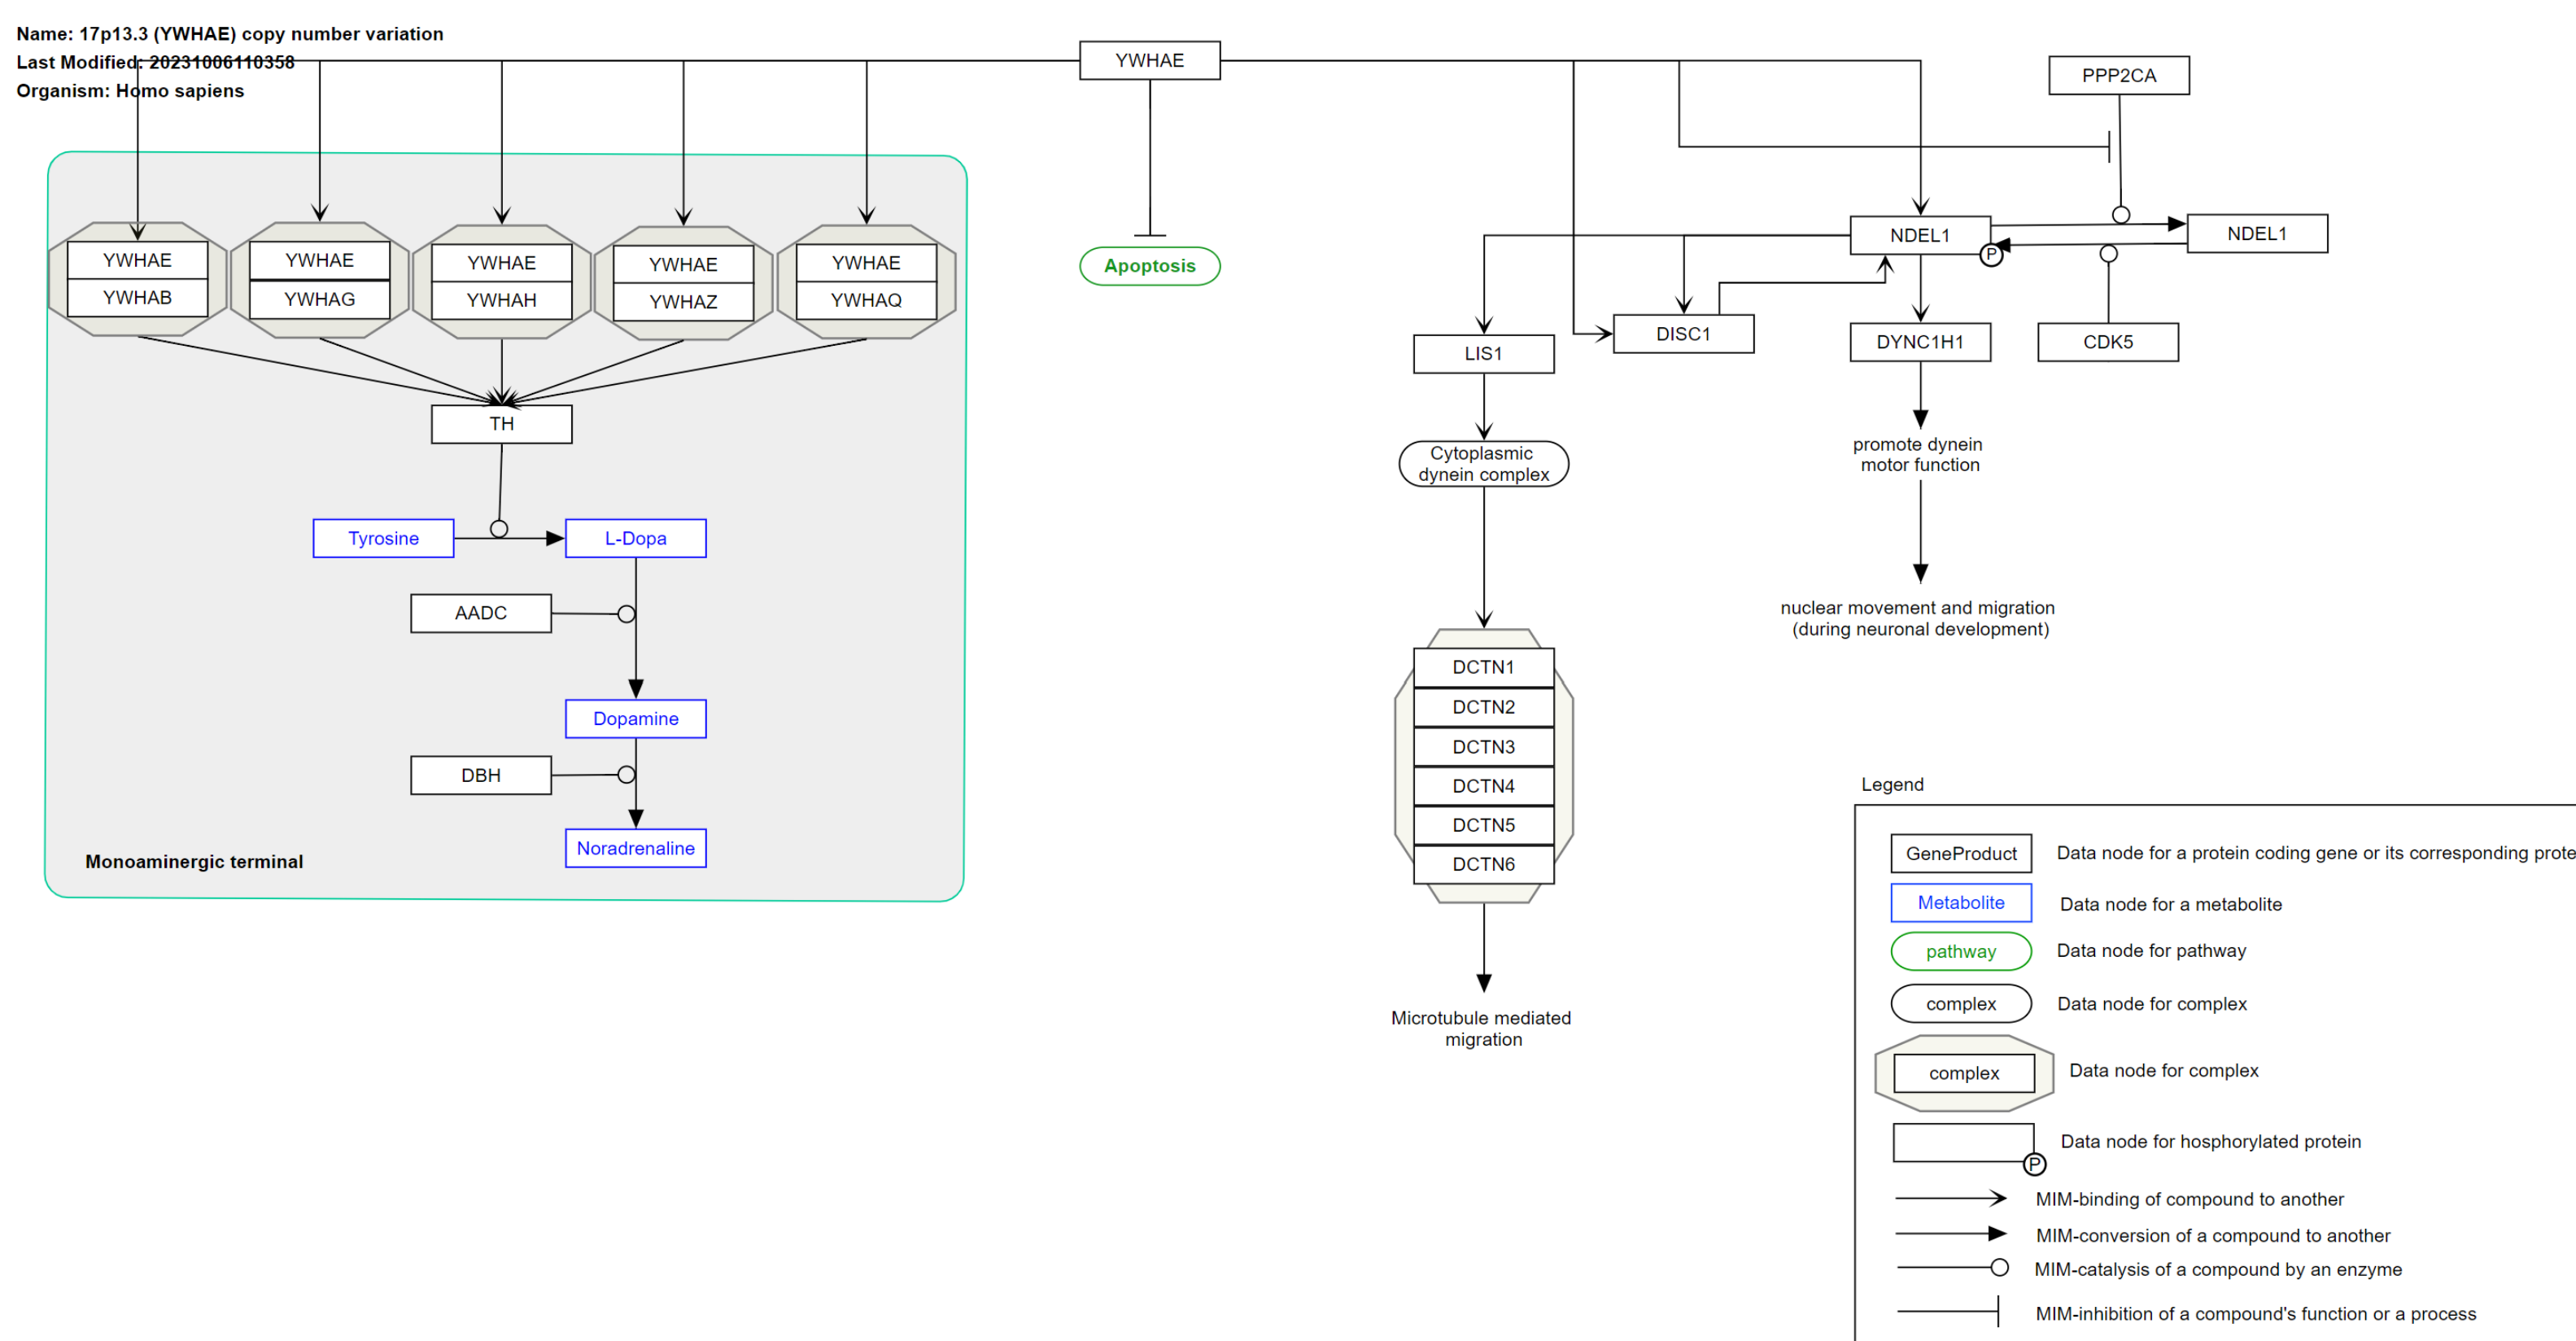 Name: 17p13.3 (YWHAE) copy number variation
Last Modified: 20231006110358
Organism: Homo sapiens
YWHAE
PPP2CA
YWHAE
YWHAB
YWHAE
YWHAG
YWHAE
YWHAH
YWHAE
YWHAZ
YWHAE
YWHAQ
Apoptosis
NDEL1
P
NDEL1
LIS1
DISC1
DYNC1H1
CDK5
TH
Cytoplasmic
dynein complex
promote dynein
motor function
Tyrosine
L-Dopa
AADC
nuclear movement and migration
(during neuronal development)
Dopamine
DBH
Noradrenaline
Monoaminergic terminal
DCTN1
DCTN2
DCTN3
DCTN4
DCTN5
DCTN6
Microtubule mediated
migration
Legend
GeneProduct
Data node for a protein coding gene or its corresponding prote
Metabolite
Data node for a metabolite
pathway
Data node for pathway
complex
Data node for complex
complex
Data node for complex
Data node for hosphorylated protein
P
MIM-binding of compound to another
MIM-conversion of a compound to another
MIM-catalysis of a compound by an enzyme
MIM-inhibition of a compound's function or a process